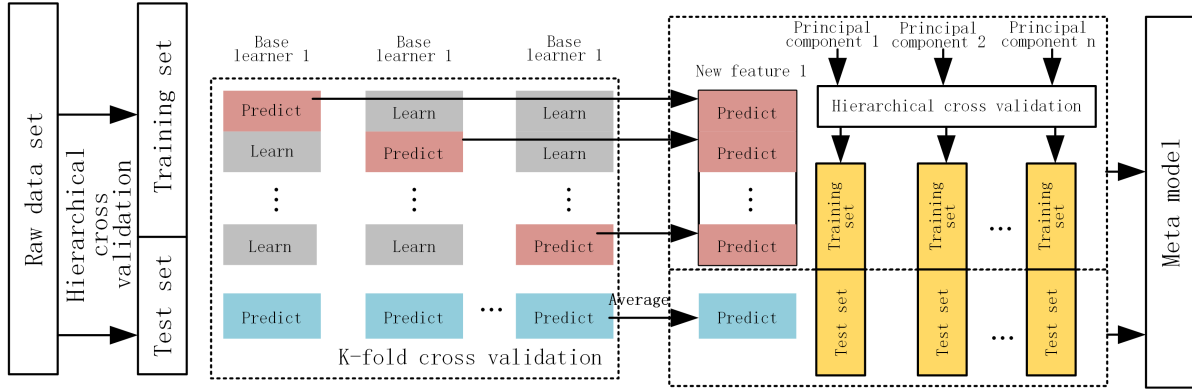 Raw data set
Hierarchical
cross
validation
Training set
Test set
Base
learner 1
Base
learner 1
Base
learner 1
Predict
Learn
Learn
Learn
Predict
Learn
Learn
Learn
Predict
Predict
Predict
...
Predict
K-fold cross validation
Average
New feature 1
Predict
Predict
Predict
Predict
Principal
component 1
Principal
component 2
Principal
component n
Hierarchical cross validation
Training
set
Training
set
...
Training
set
Test set
Test set
...
Test set
Meta model